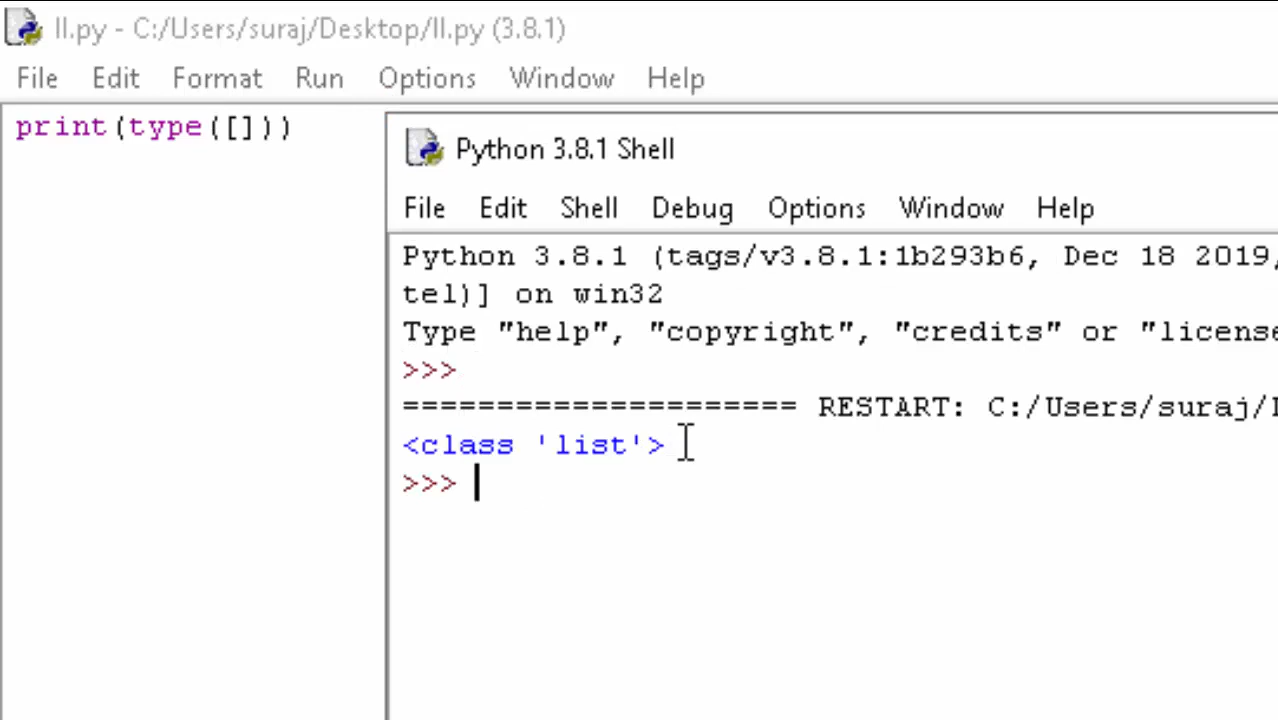 ll.py - C:/Users/suraj/Desktop/ll.py (3.8.1)
File Edit Format Run Options Window Help
print(type([]))
Python 3.8.1 Shell
File Edit Shell Debug Options Window Help
Python 3.8.1 (tags/v3.8.1:1b293b6, Dec 18 2019,
tel)] on win32
Type "help", "copyright", "credits" or "license
>>>
===================== RESTART: C:/Users/suraj/
<class 'list'>
>>>